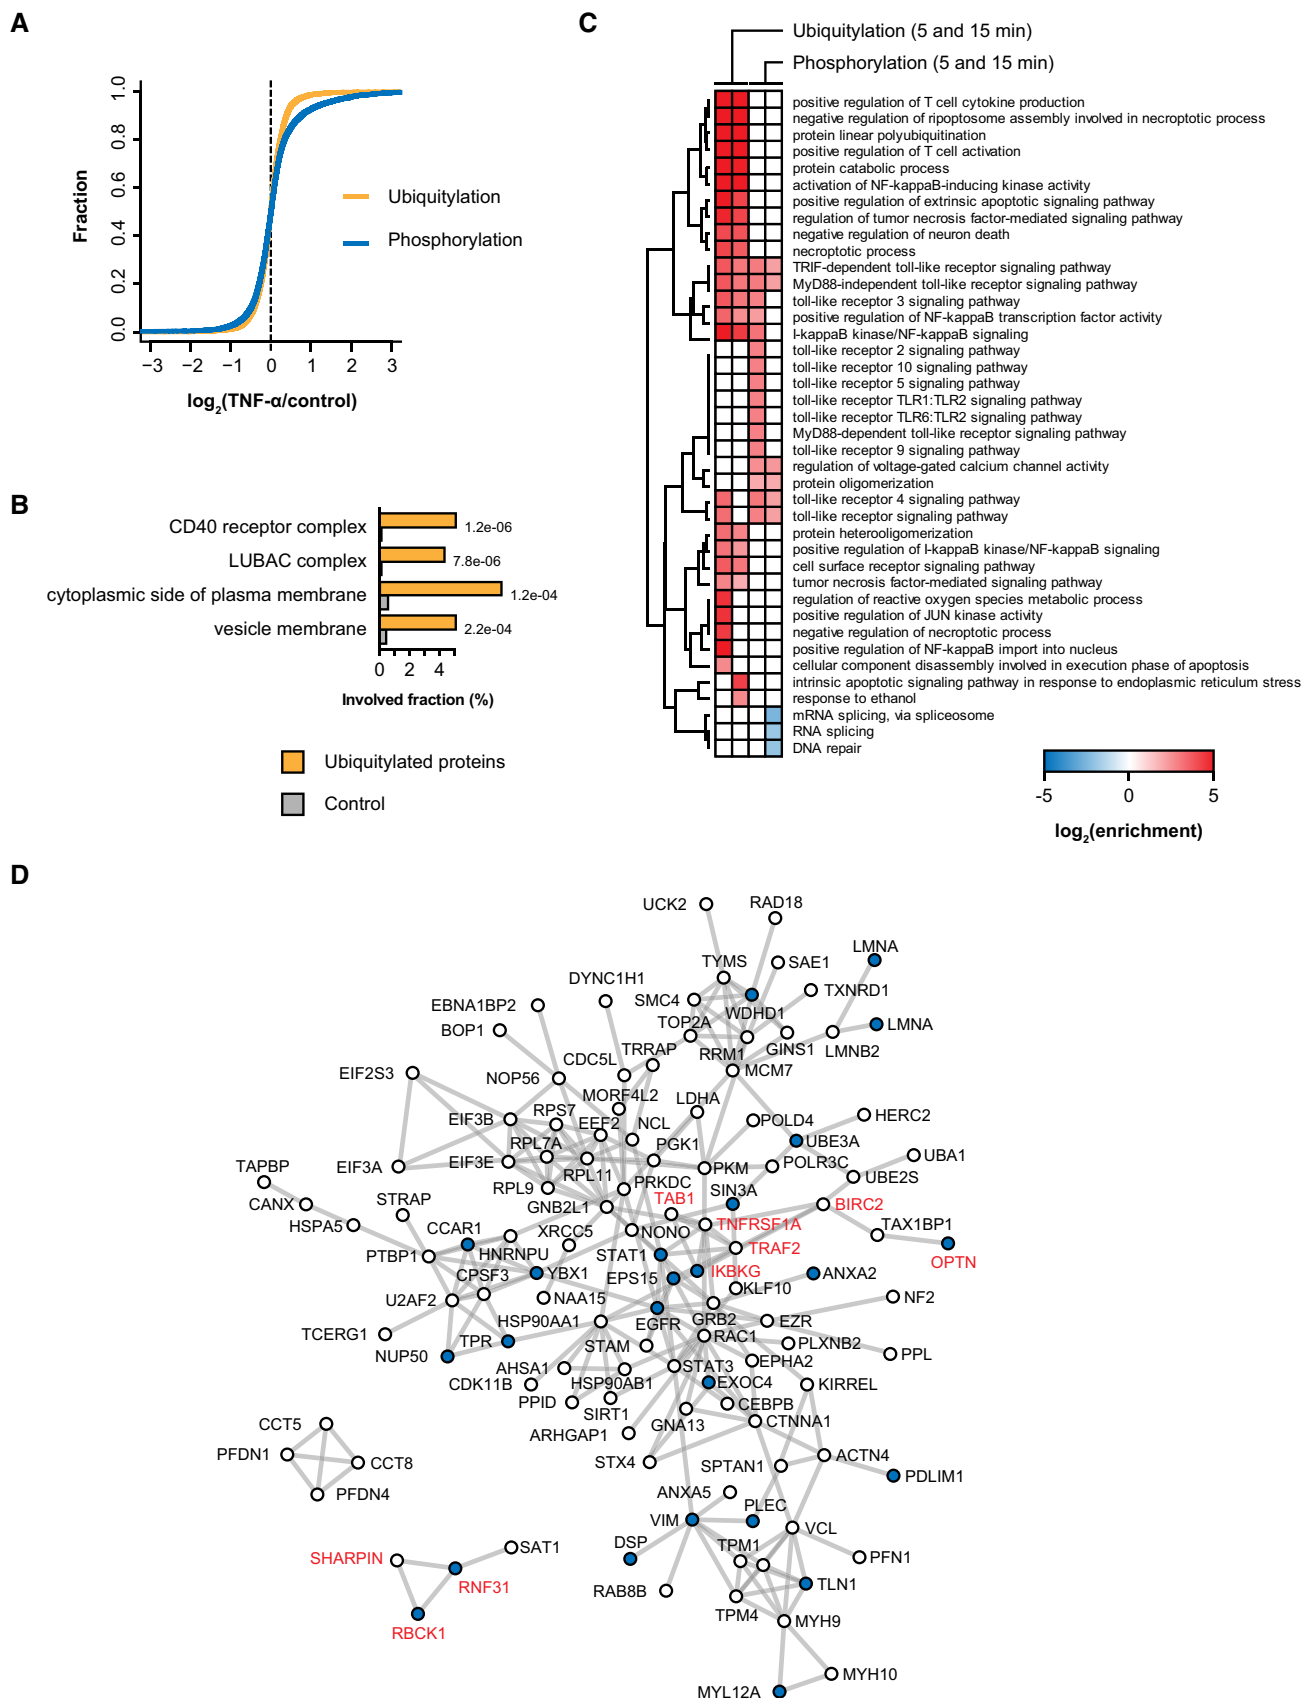 A
Fraction
0.0
0.2
0.4
0.6
0.8
1.0
−3
−2
−1
0
1
2
3
log2(TNF-α/control)
Ubiquitylation
Phosphorylation
B
CD40 receptor complex
1.2e-06
LUBAC complex
7.8e-06
cytoplasmic side of plasma membrane
1.2e-04
vesicle membrane
2.2e-04
0 2 4
Involved fraction (%)
Ubiquitylated proteins
Control
C
Ubiquitylation (5 and 15 min)
Phosphorylation (5 and 15 min)
positive regulation of T cell cytokine production
negative regulation of ripoptosome assembly involved in necroptotic process
protein linear polyubiquitination
positive regulation of T cell activation
protein catabolic process
activation of NF-kappaB-inducing kinase activity
positive regulation of extrinsic apoptotic signaling pathway
regulation of tumor necrosis factor-mediated signaling pathway
negative regulation of neuron death
necroptotic process
TRIF-dependent toll-like receptor signaling pathway
MyD88-independent toll-like receptor signaling pathway
toll-like receptor 3 signaling pathway
positive regulation of NF-kappaB transcription factor activity
I-kappaB kinase/NF-kappaB signaling
toll-like receptor 2 signaling pathway
toll-like receptor 10 signaling pathway
toll-like receptor 5 signaling pathway
toll-like receptor TLR1:TLR2 signaling pathway
toll-like receptor TLR6:TLR2 signaling pathway
MyD88-dependent toll-like receptor signaling pathway
toll-like receptor 9 signaling pathway
regulation of voltage-gated calcium channel activity
protein oligomerization
toll-like receptor 4 signaling pathway
toll-like receptor signaling pathway
protein heterooligomerization
positive regulation of I-kappaB kinase/NF-kappaB signaling
cell surface receptor signaling pathway
tumor necrosis factor-mediated signaling pathway
regulation of reactive oxygen species metabolic process
positive regulation of JUN kinase activity
negative regulation of necroptotic process
positive regulation of NF-kappaB import into nucleus
cellular component disassembly involved in execution phase of apoptosis
intrinsic apoptotic signaling pathway in response to endoplasmic reticulum stress
response to ethanol
mRNA splicing, via spliceosome
RNA splicing
DNA repair
-5 0 5
log2(enrichment)
D
UCK2
RAD18
LMNA
TYMS
SAE1
DYNC1H1
SMC4
TXNRD1
EBNA1BP2
WDHD1
TOP2A
LMNA
BOP1
GINS1
LMNB2
TRRAP
RRM1
CDC5L
MCM7
EIF2S3
NOP56
MORF4L2
LDHA
RPS7
POLD4
HERC2
EIF3B
EEF2
NCL
UBE3A
RPL7A
PGK1
UBA1
EIF3A
EIF3E
RPL11
PKM
POLR3C
TAPBP
UBE2S
RPL9
PRKDC
SIN3A
STRAP
TAB1
CANX
GNB2L1
BIRC2
HSPA5
CCAR1
XRCC5
NONO
TNFRSF1A
TAX1BP1
PTBP1
HNRNPU
STAT1
TRAF2
OPTN
CPSF3
YBX1
EPS15
IKBKG
ANXA2
KLF10
U2AF2
NAA15
NF2
HSP90AA1
EGFR
GRB2
EZR
TCERG1
TPR
RAC1
PLXNB2
NUP50
STAM
PPL
AHSA1
STAT3
EPHA2
CDK11B
HSP90AB1
EXOC4
KIRREL
PPID
SIRT1
CEBPB
GNA13
CTNNA1
CCT5
ARHGAP1
PFDN1
CCT8
STX4
SPTAN1
ACTN4
PDLIM1
PFDN4
ANXA5
PLEC
VIM
VCL
SHARPIN
SAT1
DSP
TPM1
PFN1
RNF31
RAB8B
TLN1
TPM4
MYH9
RBCK1
MYH10
MYL12A